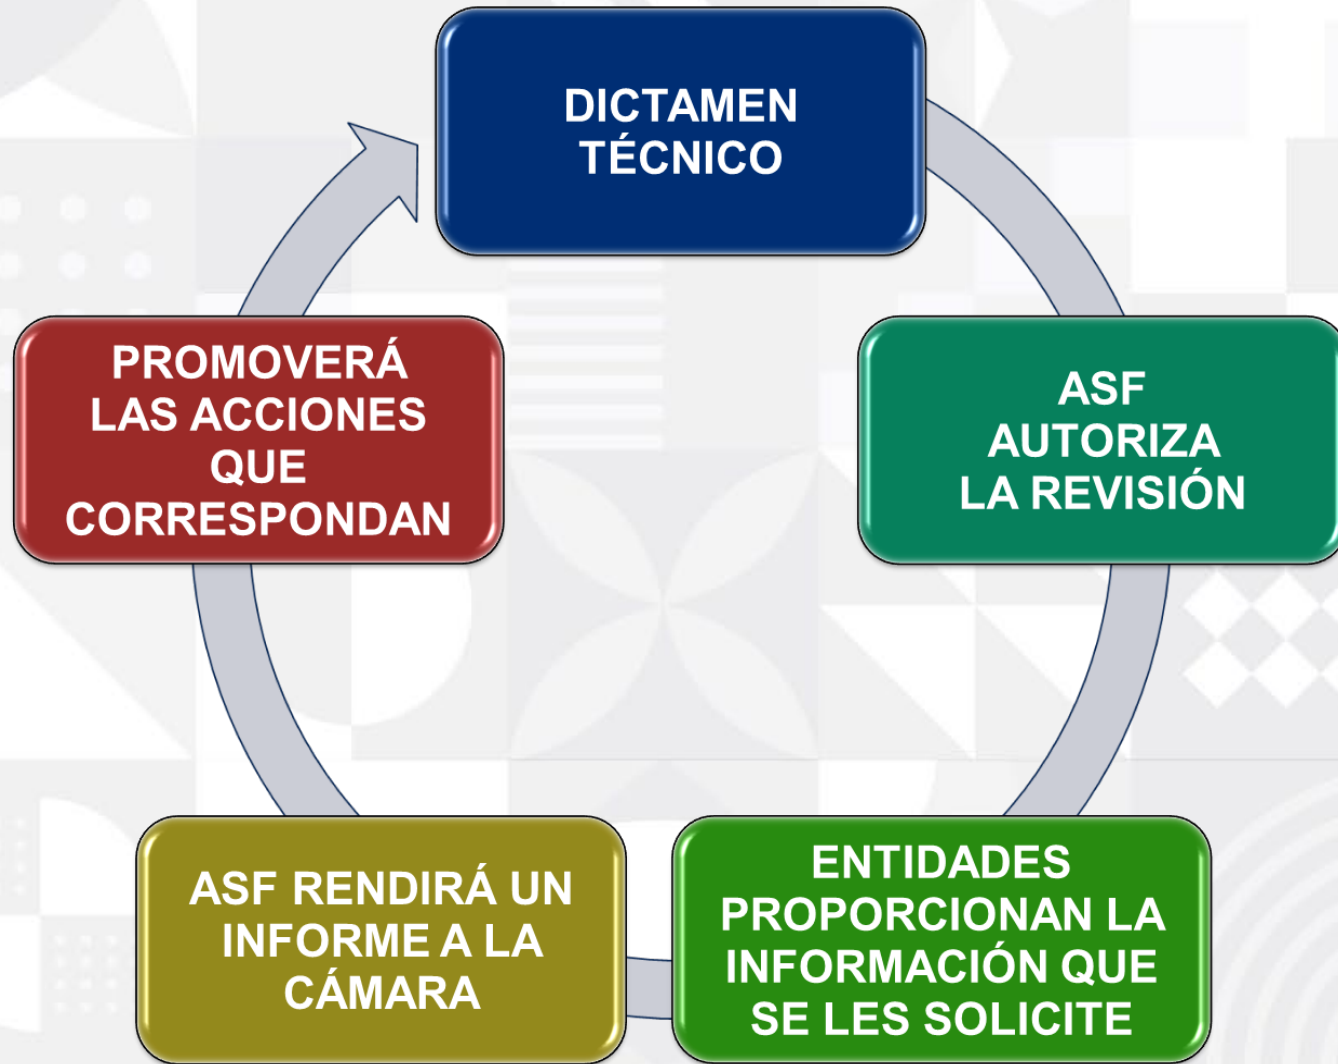 DICTAMEN
TÉCNICO
ASF
AUTORIZA
LA REVISIÓN
ENTIDADES
PROPORCIONAN LA
INFORMACIÓN QUE
SE LES SOLICITE
ASF RENDIRÁ UN
INFORME A LA
CÁMARA
PROMOVERÁ
LAS ACCIONES
QUE
CORRESPONDAN